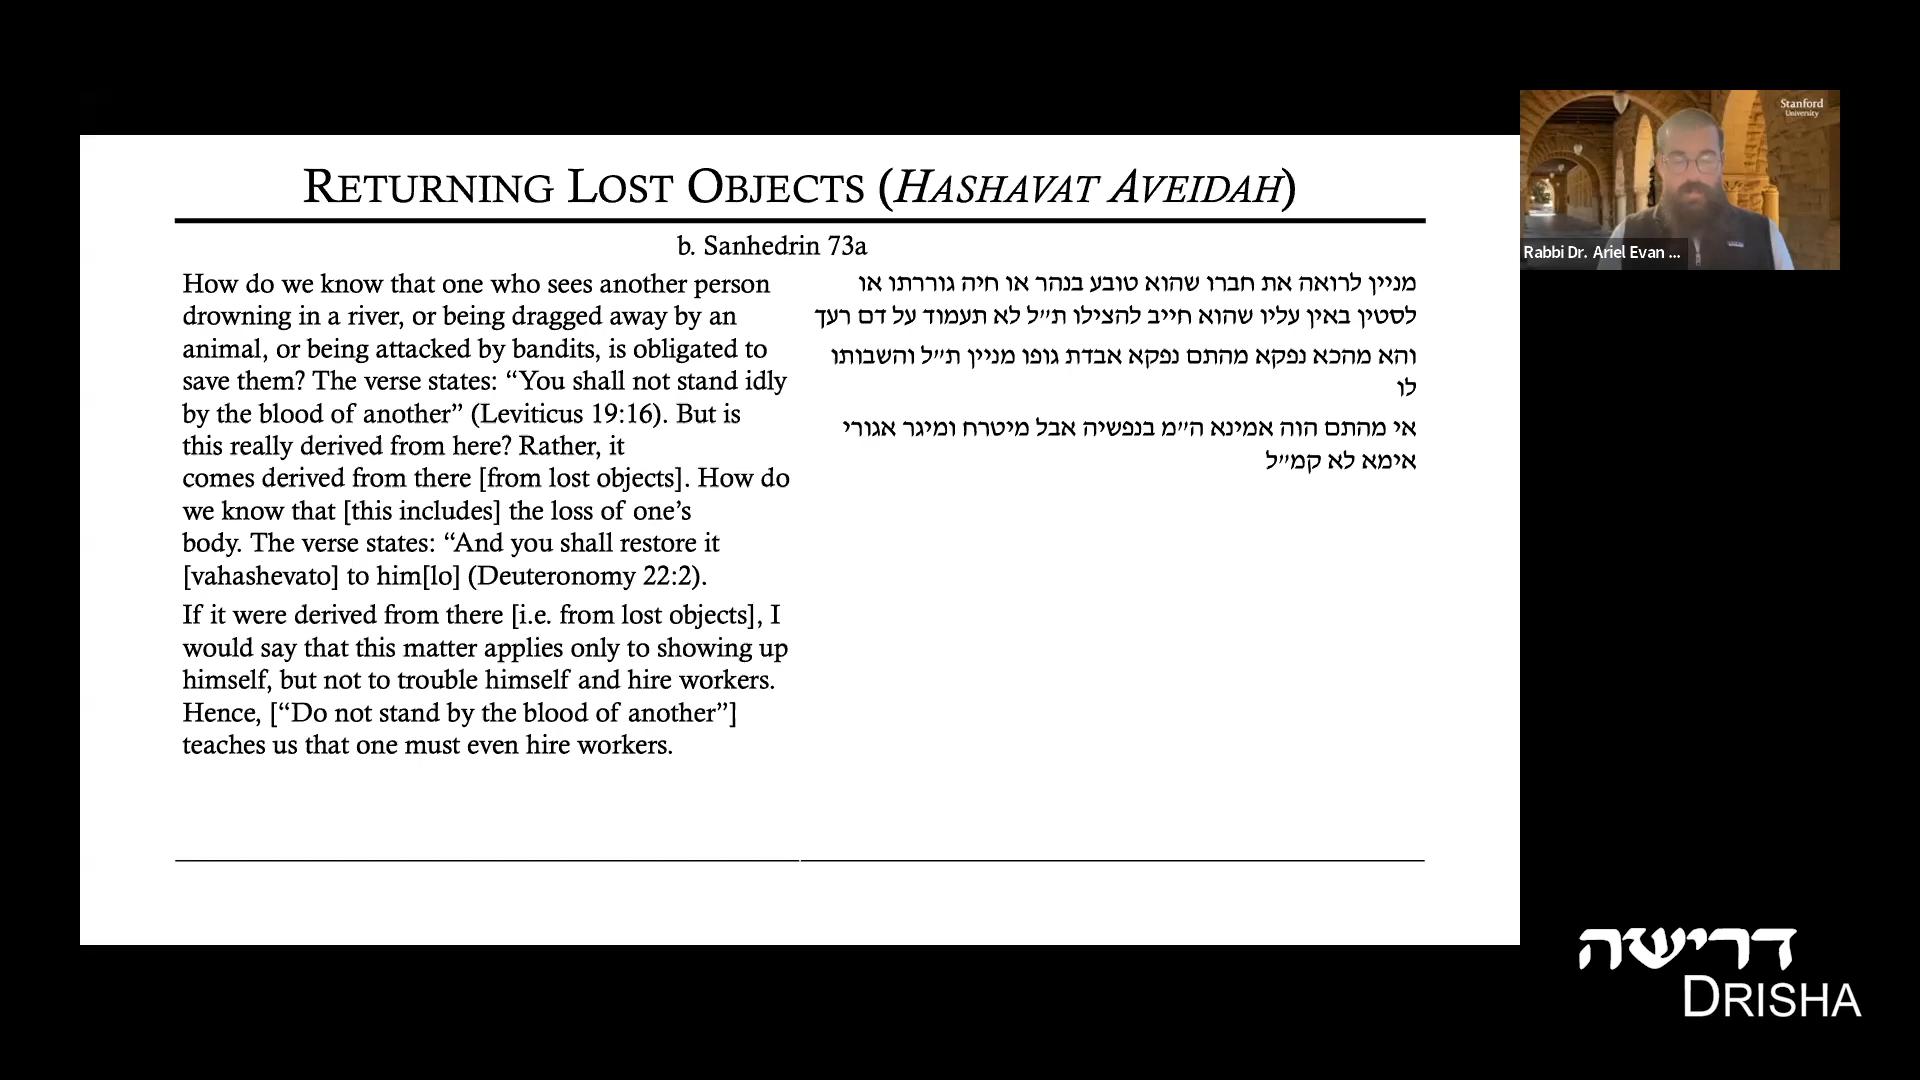 RETURNING LOST OBJECTS (HASHAVAT AVEIDAH)
b. Sanhedrin 73a
How do we know that one who sees another person
drowning in a river, or being dragged away by an
animal, or being attacked by bandits, is obligated to
save them? The verse states: “You shall not stand idly
by the blood of another” (Leviticus 19:16). But is
this really derived from here? Rather, it
comes derived from there [from lost objects]. How do
we know that [this includes] the loss of one’s
body. The verse states: “And you shall restore it
[vahashevato] to him[lo] (Deuteronomy 22:2).
If it were derived from there [i.e. from lost objects], I
would say that this matter applies only to showing up
himself, but not to trouble himself and hire workers.
Hence, [“Do not stand by the blood of another”]
teaches us that one must even hire workers.
מניין לרואה את חברו שהוא טובע בנהר או חיה גוררתו או
לסטין באין עליו שהוא חייב להצילו ת״ל לא תעמוד על דם רעך
והא מהכא נפקא מהתם נפקא אבדת גופו מניין ת״ל והשבותו
לו
אי מהתם הוה אמינא ה״מ בנפשיה אבל מיטרח ומיגר אגורי
אימא לא קמ״ל
Stanford
University
Rabbi Dr. Ariel Evan ...
דרישה
DRISHA